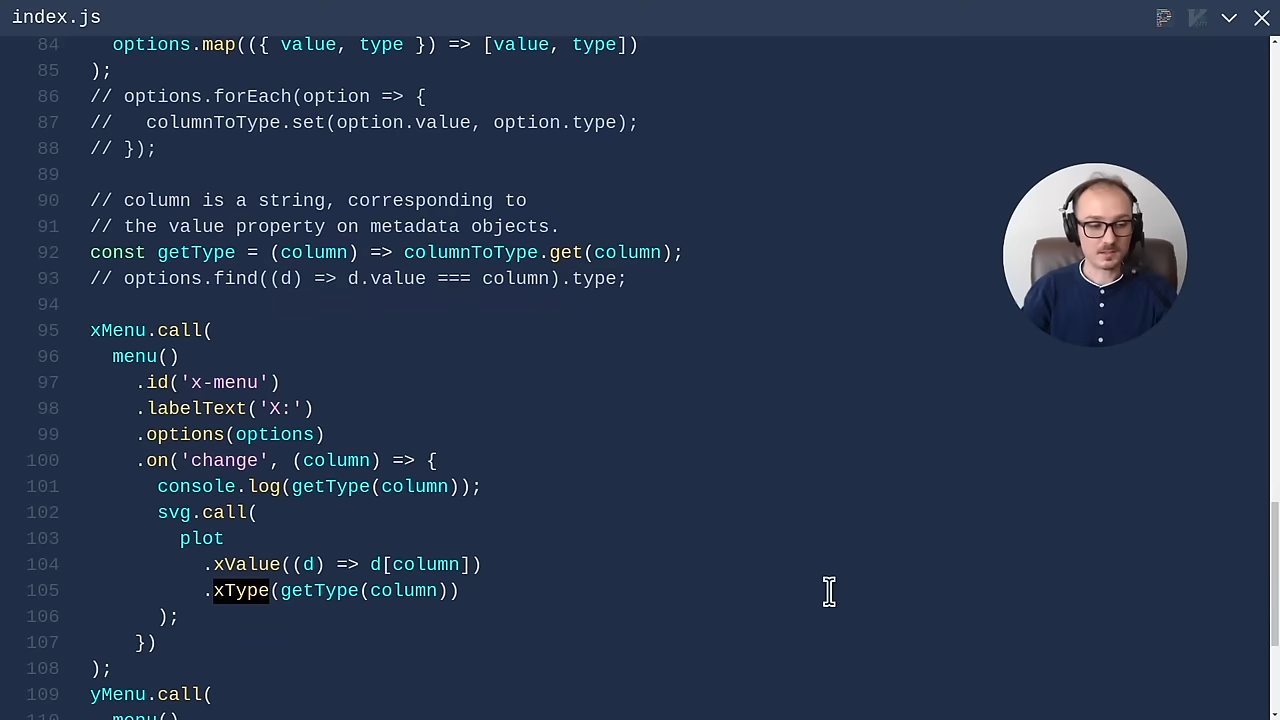 index.js
84 options.map(({ value, type }) => [value, type])
85 );
86 // options.forEach(option => {
87 //   columnToType.set(option.value, option.type);
88 // });
89
90 // column is a string, corresponding to
91 // the value property on metadata objects.
92 const getType = (column) => columnToType.get(column);
93 // options.find((d) => d.value === column).type;
94
95 xMenu.call(
96   menu()
97     .id('x-menu')
98     .labelText('X:')
99     .options(options)
100     .on('change', (column) => {
101       console.log(getType(column));
102       svg.call(
103         plot
104           .xValue((d) => d[column])
105           .xType(getType(column))
106       );
107     })
108 );
109 yMenu.call(
110   menu()